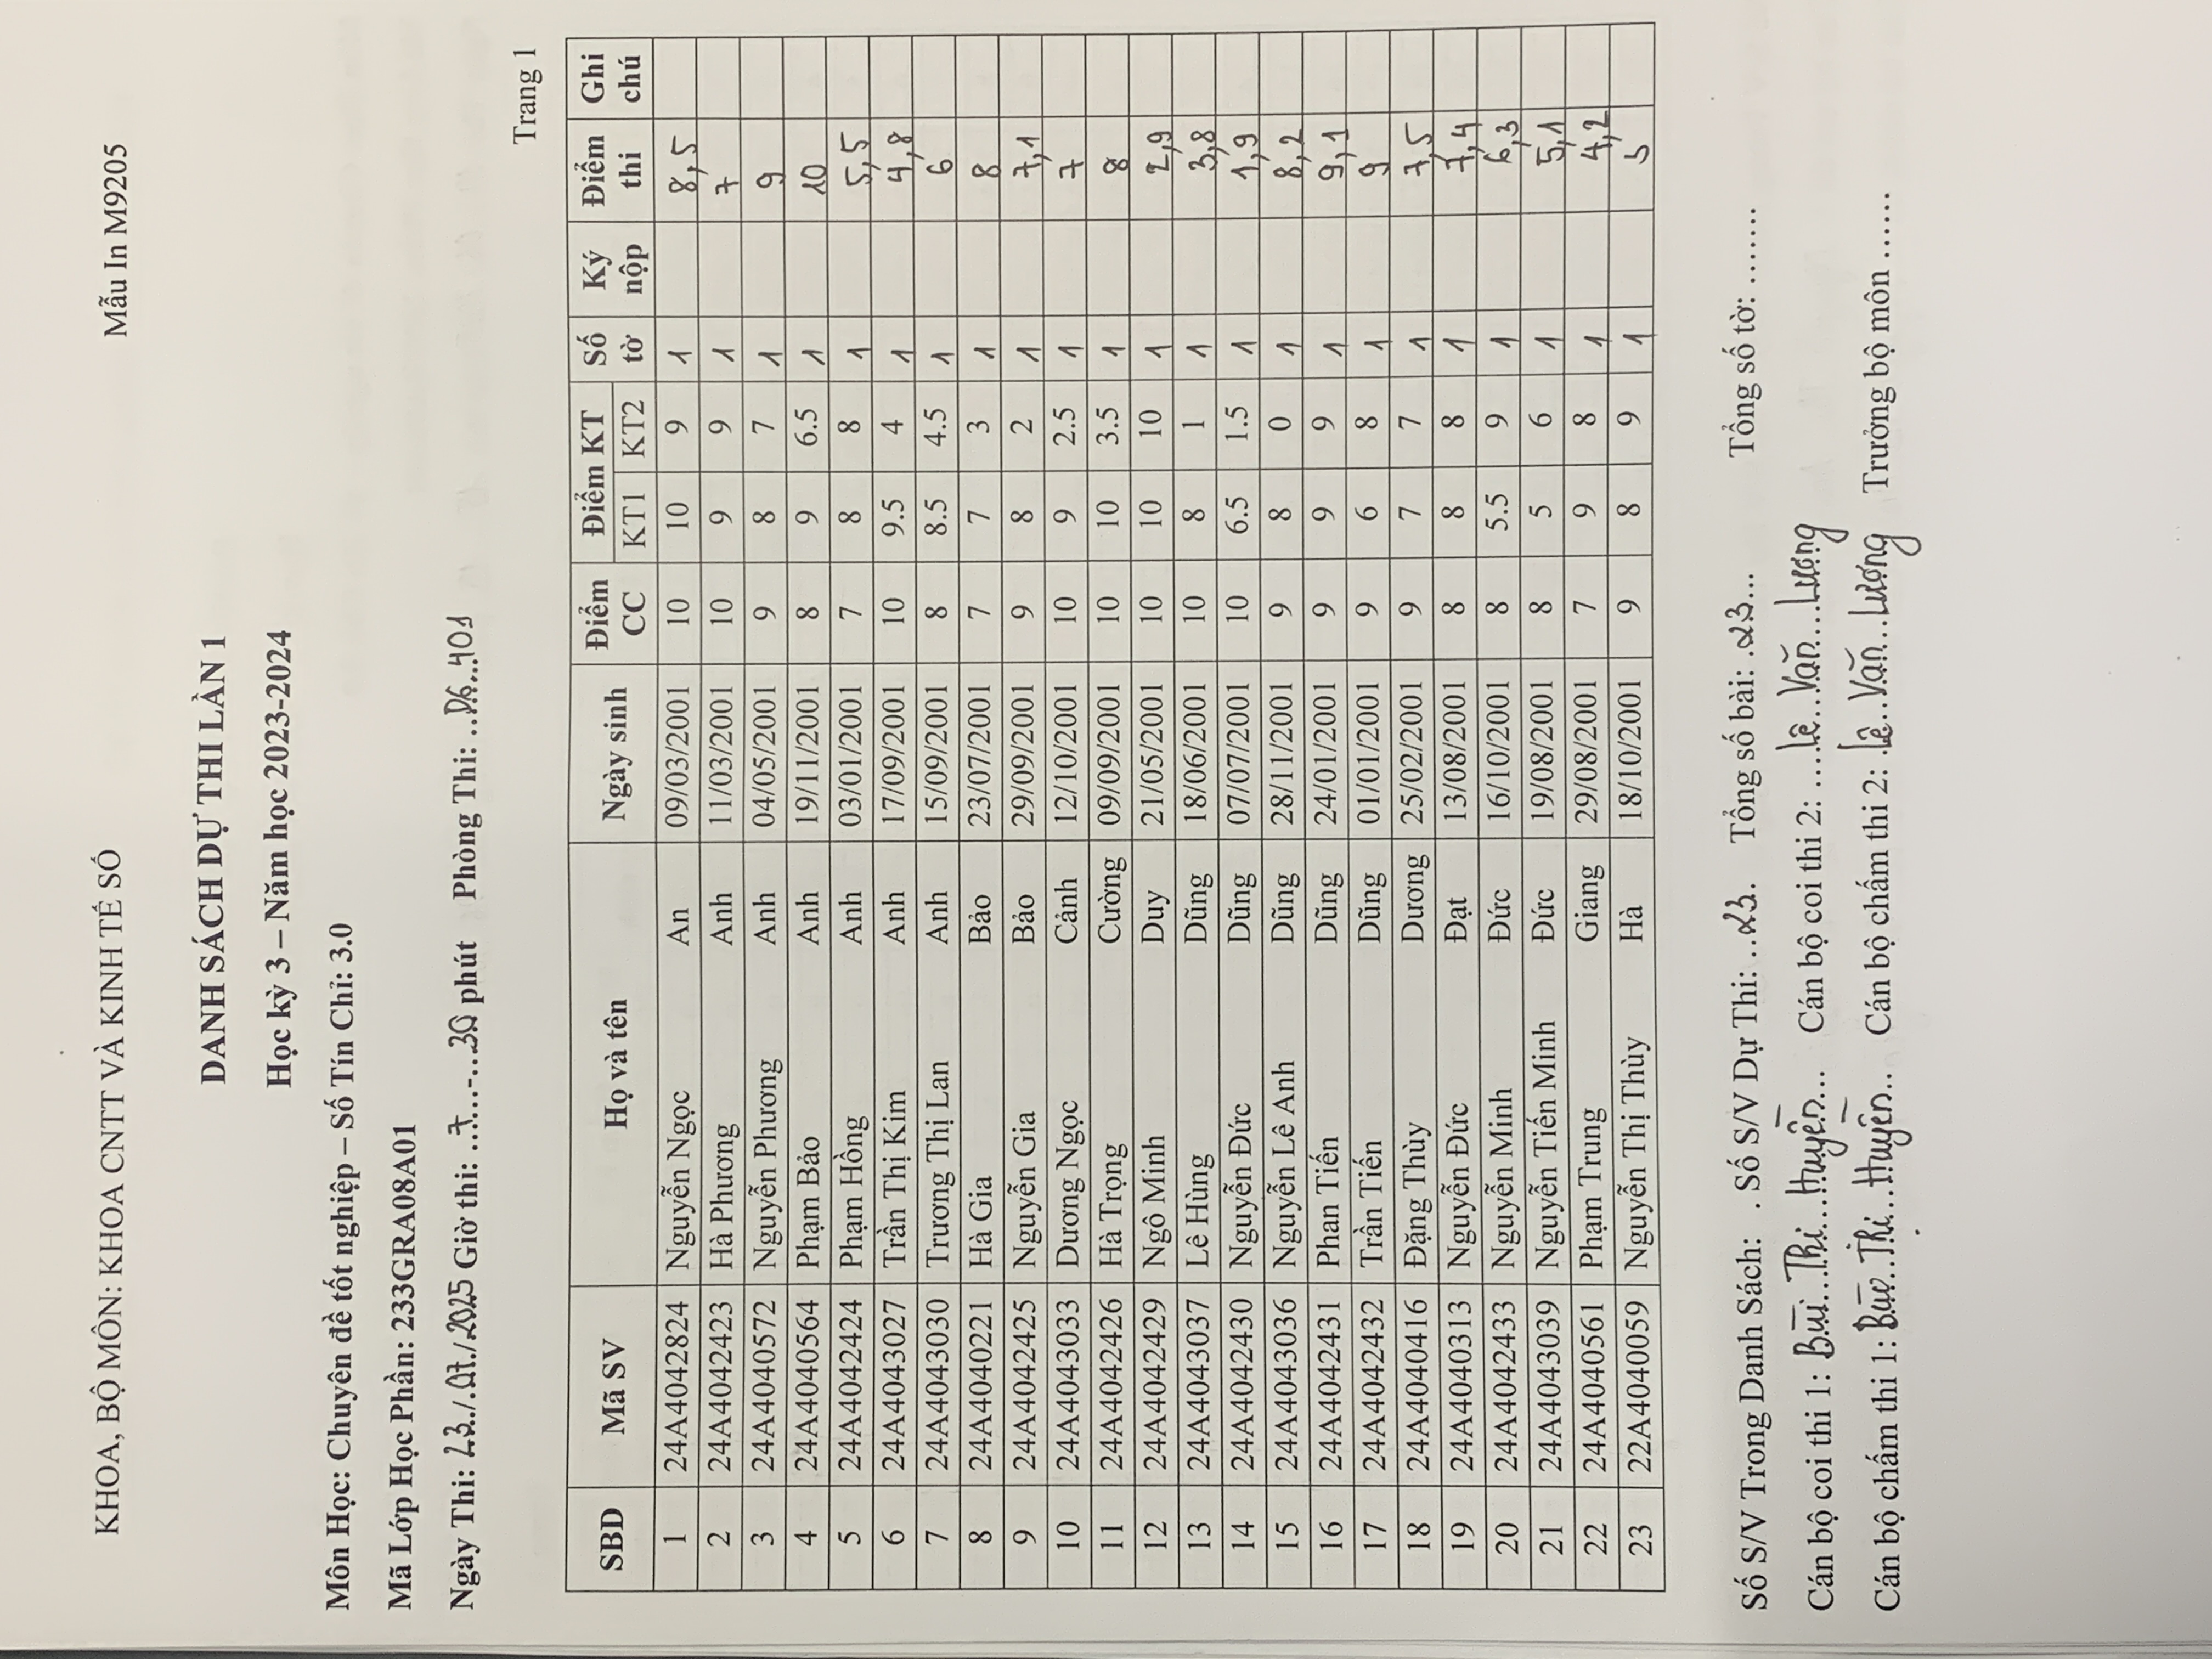 KHOA, BỘ MÔN: KHOA CNTT VÀ KINH TẾ SỐ Mẫu In M9205
DANH SÁCH DỰ THI LẦN 1
Học kỳ 3 – Năm học 2023-2024
Môn Học: Chuyên đề tốt nghiệp – Số Tín Chỉ: 3.0
Mã Lớp Học Phần: 233GRA08A01
Ngày Thi: 23./.07./.2025 Giờ thi: ..7...-...30 phút Phòng Thi: ..D6...401
Trang 1
SBD Mã SV Họ và tên Ngày sinh Điểm CC Điểm KT Số tờ Ký nộp Điểm thi Ghi chú
KT1 KT2
1 24A4042824 Nguyễn Ngọc An 09/03/2001 10 10 9 1 8,5
2 24A4042423 Hà Phương Anh 11/03/2001 10 9 9 1 7
3 24A4040572 Nguyễn Phương Anh 04/05/2001 9 8 7 1 9
4 24A4040564 Phạm Bảo Anh 19/11/2001 8 9 6.5 1 10
5 24A4042424 Phạm Hồng Anh 03/01/2001 7 8 8 1 5,5
6 24A4043027 Trần Thị Kim Anh 17/09/2001 10 9.5 4 1 4,8
7 24A4043030 Trương Thị Lan Anh 15/09/2001 8 8.5 4.5 1 6
8 24A4040221 Hà Gia Bảo 23/07/2001 7 7 3 1 8
9 24A4042425 Nguyễn Gia Bảo 29/09/2001 9 8 2 1 7,1
10 24A4043033 Dương Ngọc Cảnh 12/10/2001 10 9 2.5 1 7
11 24A4042426 Hà Trọng Cường 09/09/2001 10 10 3.5 1 8
12 24A4042429 Ngô Minh Duy 21/05/2001 10 10 10 1 2,9
13 24A4043037 Lê Hùng Dũng 18/06/2001 10 8 1 1 3,8
14 24A4042430 Nguyễn Đức Dũng 07/07/2001 10 6.5 1.5 1 1,9
15 24A4043036 Nguyễn Lê Anh Dũng 28/11/2001 9 8 0 1 8,2
16 24A4042431 Phan Tiến Dũng 24/01/2001 9 9 9 1 9,1
17 24A4042432 Trần Tiến Dũng 01/01/2001 9 6 8 1 9
18 24A4040416 Đặng Thùy Dương 25/02/2001 9 7 7 1 7,5
19 24A4040313 Nguyễn Đức Đạt 13/08/2001 8 8 8 1 7,4
20 24A4042433 Nguyễn Minh Đức 16/10/2001 8 5.5 9 1 6,3
21 24A4043039 Nguyễn Tiến Minh Đức 19/08/2001 8 5 6 1 5,1
22 24A4040561 Phạm Trung Giang 29/08/2001 7 9 8 1 4,2
23 22A4040059 Nguyễn Thị Thùy Hà 18/10/2001 9 8 9 1 5
Số S/V Trong Danh Sách: . Số S/V Dự Thi: ..23. Tổng số bài: .23... Tổng số tờ: .......
Cán bộ coi thi 1: Bùi...Thị...Huyền... Cán bộ coi thi 2: ....Lê..Văn...Lượng
Cán bộ chấm thi 1: Bùi...Thị...Huyền.. Cán bộ chấm thi 2: .Lê..Văn...Lượng Trưởng bộ môn ......